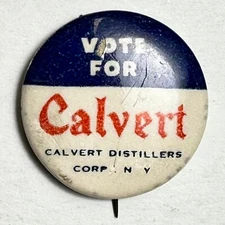 VOTE
FOR
Calvert
CALVERT DISTILLERS
CORP. N Y